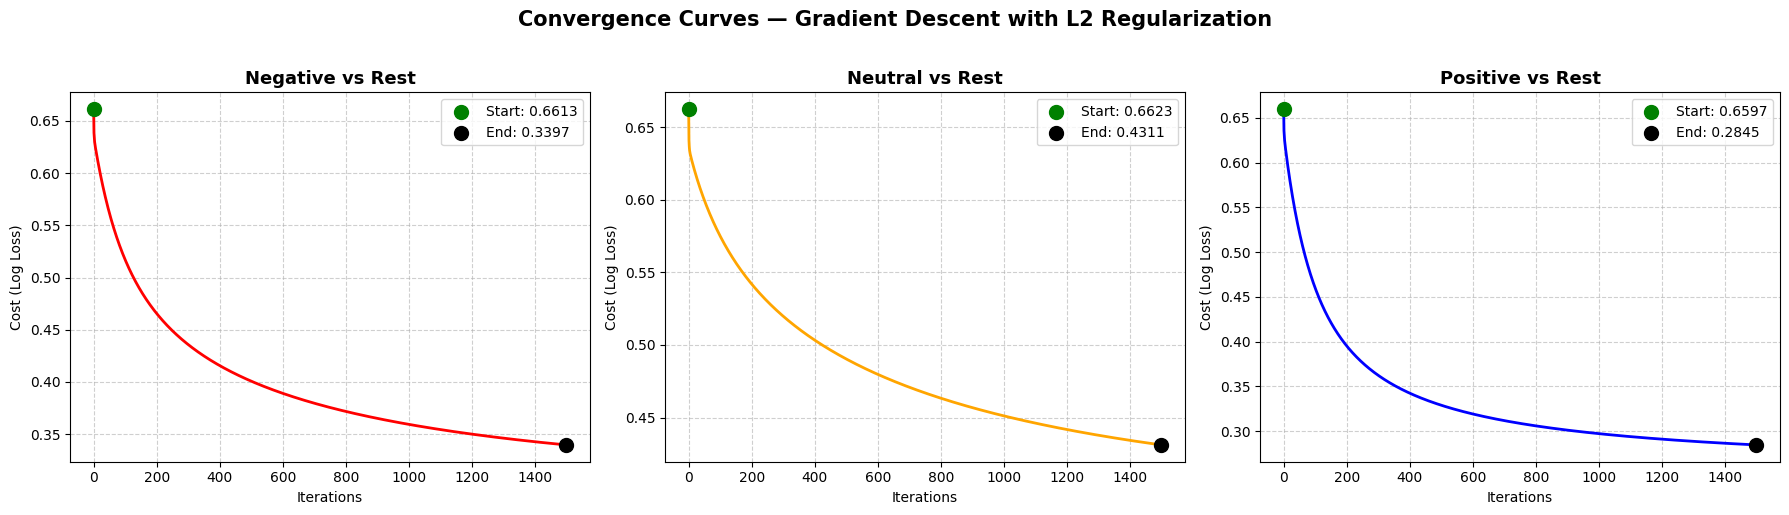 Convergence Curves — Gradient Descent with L2 Regularization
Negative vs Rest
Start: 0.6613
End: 0.3397
Cost (Log Loss)
0.65
0.60
0.55
0.50
0.45
0.40
0.35
0 200 400 600 800 1000 1200 1400
Iterations
Neutral vs Rest
Start: 0.6623
End: 0.4311
Cost (Log Loss)
0.65
0.60
0.55
0.50
0.45
0 200 400 600 800 1000 1200 1400
Iterations
Positive vs Rest
Start: 0.6597
End: 0.2845
Cost (Log Loss)
0.65
0.60
0.55
0.50
0.45
0.40
0.35
0.30
0 200 400 600 800 1000 1200 1400
Iterations